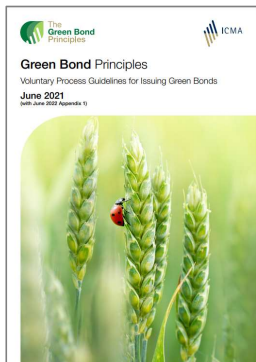 The
Green Bond
Principles
ICMA
Green Bond Principles
Voluntary Process Guidelines for Issuing Green Bonds
June 2021
(with June 2022 Appendix 1)